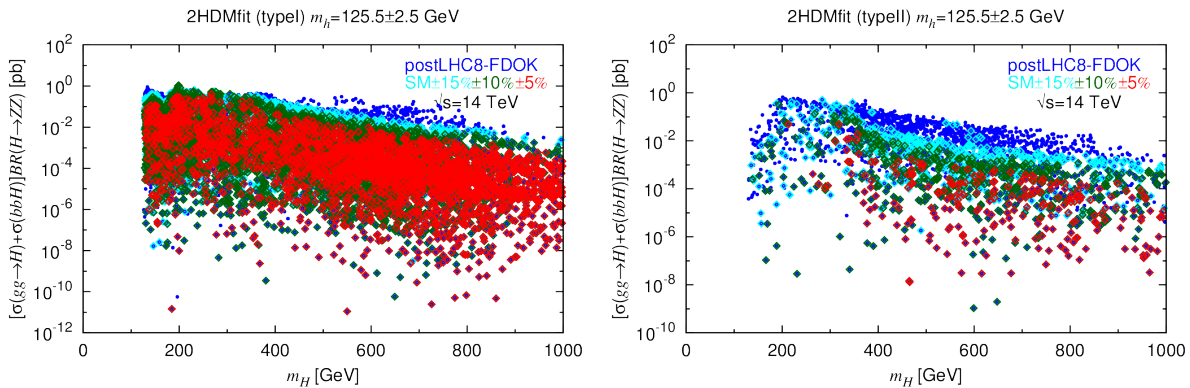 2HDMfit (typeI) m_h=125.5±2.5 GeV
[σ(gg→H)+σ(bbH)]BR(H→ZZ) [pb]
10^2
10^0
10^-2
10^-4
10^-6
10^-8
10^-10
10^-12
postLHC8-FDOK
SM±15%±10%±5%
√s=14 TeV
0 200 400 600 800 1000
m_H [GeV]
2HDMfit (typeII) m_h=125.5±2.5 GeV
[σ(gg→H)+σ(bbH)]BR(H→ZZ) [pb]
10^2
10^0
10^-2
10^-4
10^-6
10^-8
10^-10
postLHC8-FDOK
SM±15%±10%±5%
√s=14 TeV
0 200 400 600 800 1000
m_H [GeV]